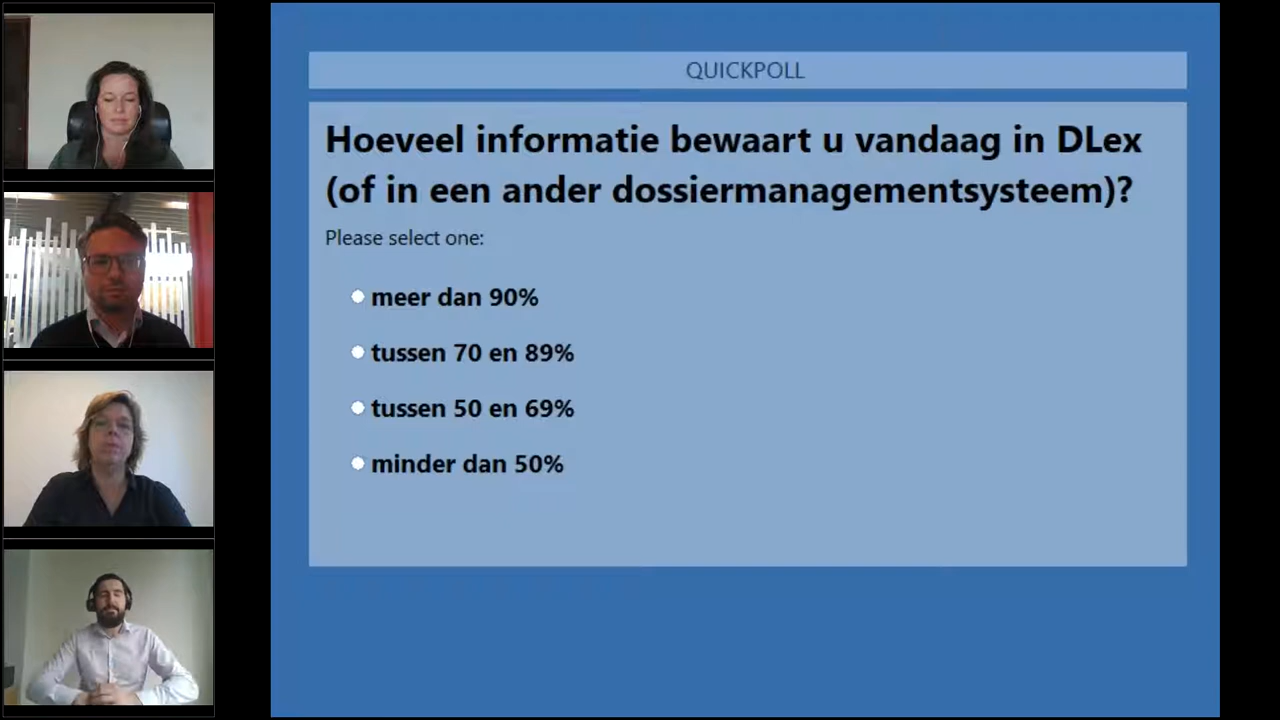 QUICKPOLL
Hoeveel informatie bewaart u vandaag in DLex
(of in een ander dossiermanagementsysteem)?
Please select one:
meer dan 90%
tussen 70 en 89%
tussen 50 en 69%
minder dan 50%